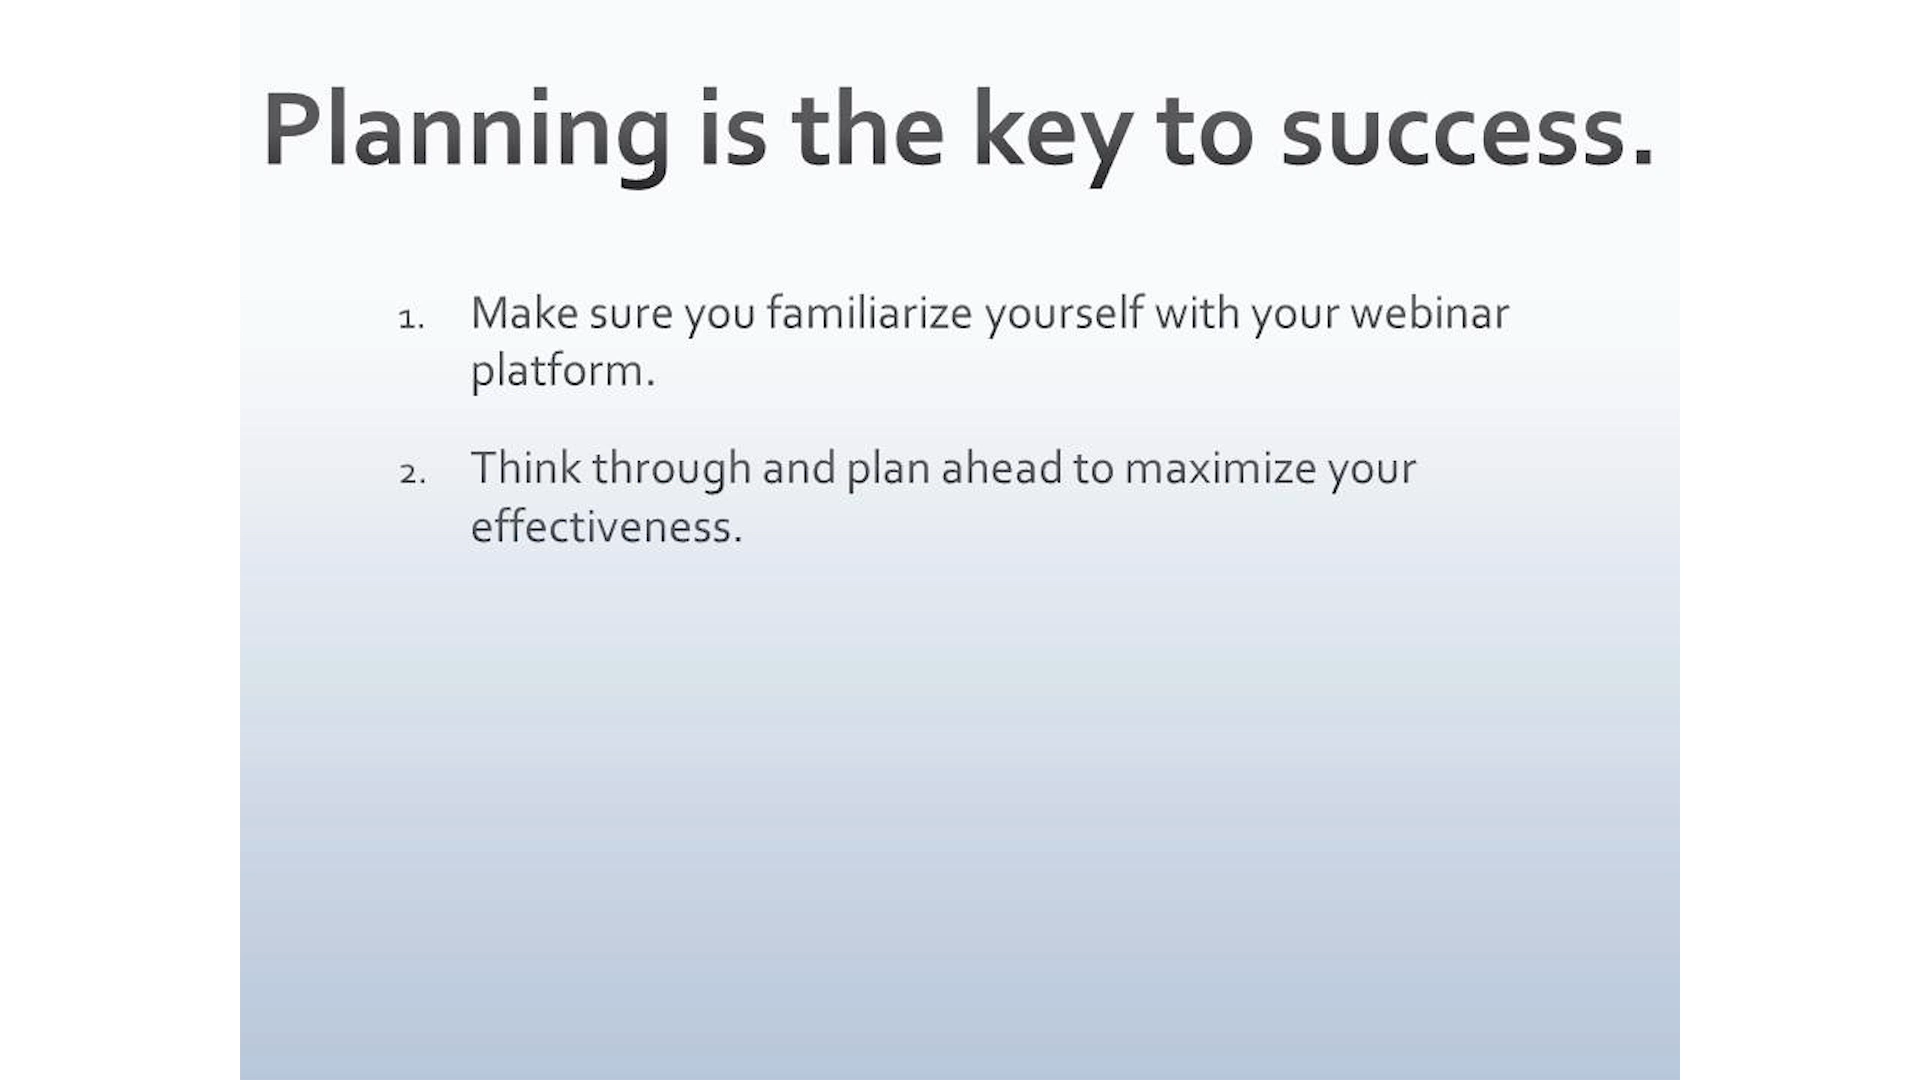 Planning is the key to success.
1. Make sure you familiarize yourself with your webinar
platform.
2. Think through and plan ahead to maximize your
effectiveness.